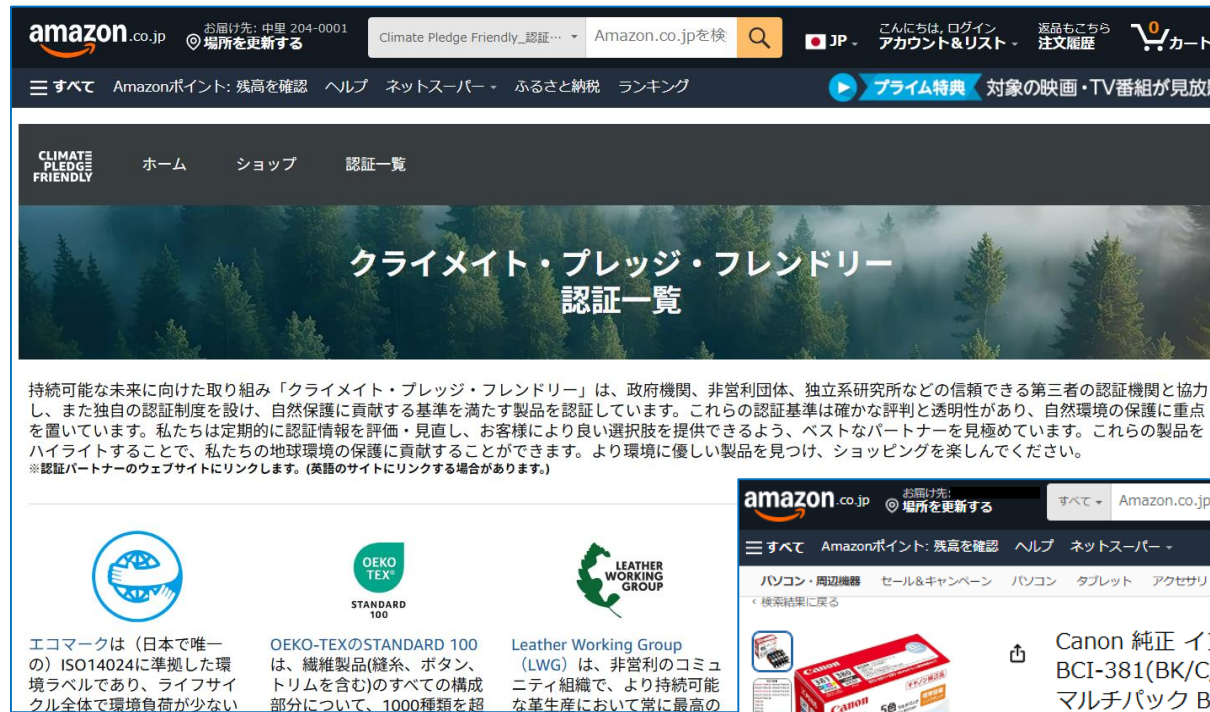 amazon.co.jp
お届け先: 中里 204-0001
場所を更新する
Climate Pledge Friendly_認証…
Amazon.co.jpを検
JP
こんにちは, ログイン
アカウント&リスト
返品もこちら
注文履歴
0
カート
すべて Amazonポイント: 残高を確認 ヘルプ ネットスーパー ふるさと納税 ランキング
プライム特典 対象の映画・TV番組が見放
CLIMATE
PLEDGE
FRIENDLY
ホーム ショップ 認証一覧
クライメイト・プレッジ・フレンドリー
認証一覧
持続可能な未来に向けた取り組み「クライメイト・プレッジ・フレンドリー」は、政府機関、非営利団体、独立系研究所などの信頼できる第三者の認証機関と協力
し、また独自の認証制度を設け、自然保護に貢献する基準を満たす製品を認証しています。これらの認証基準は確かな評判と透明性があり、自然環境の保護に重点
を置いています。私たちは定期的に認証情報を評価・見直し、お客様により良い選択肢を提供できるよう、ベストなパートナーを見極めています。これらの製品を
ハイライトすることで、私たちの地球環境の保護に貢献することができます。より環境に優しい製品を見つけ、ショッピングを楽しんでください。
※認証パートナーのウェブサイトにリンクします。(英語のサイトにリンクする場合があります。)
エコマークは（日本で唯一
の）ISO14024に準拠した環
境ラベルであり、ライフサイ
クル全体で環境負荷が少ない
OEKO
TEX®
STANDARD
100
OEKO-TEXのSTANDARD 100
は、繊維製品(縫糸、ボタン、
トリムを含む)のすべての構成
部分について、1000種類を超
LEATHER
WORKING
GROUP
Leather Working Group
（LWG）は、非営利のコミュ
ニティ組織で、より持続可能
な革生産において常に最高の
amazon.co.jp
お届け先:
場所を更新する
すべて
Amazon.co.jp
すべて Amazonポイント: 残高を確認 ヘルプ ネットスーパー
パソコン・周辺機器 セール&キャンペーン パソコン タブレット アクセサリ
‹ 検索結果に戻る
Canon
381 380
Canon
5色
Canon 純正 イ
BCI-381(BK/C
マルチパック B